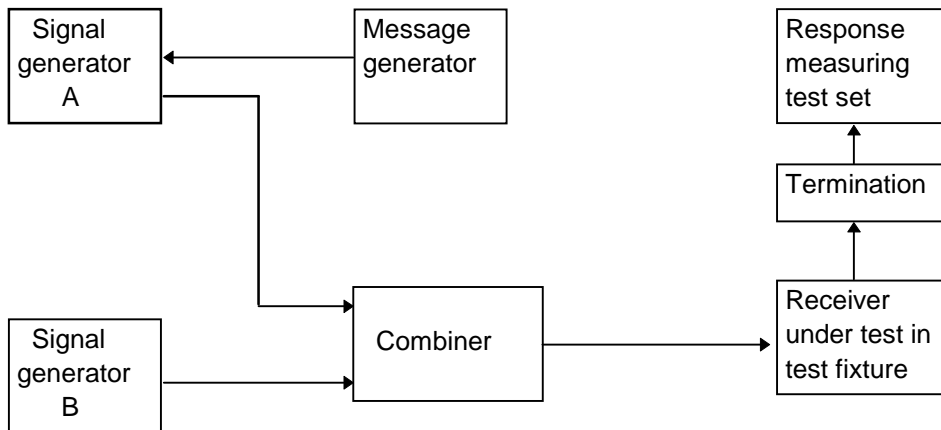 Signal
generator
A
Message
generator
Response
measuring
test set
Termination
Signal
generator
B
Combiner
Receiver
under test in
test fixture